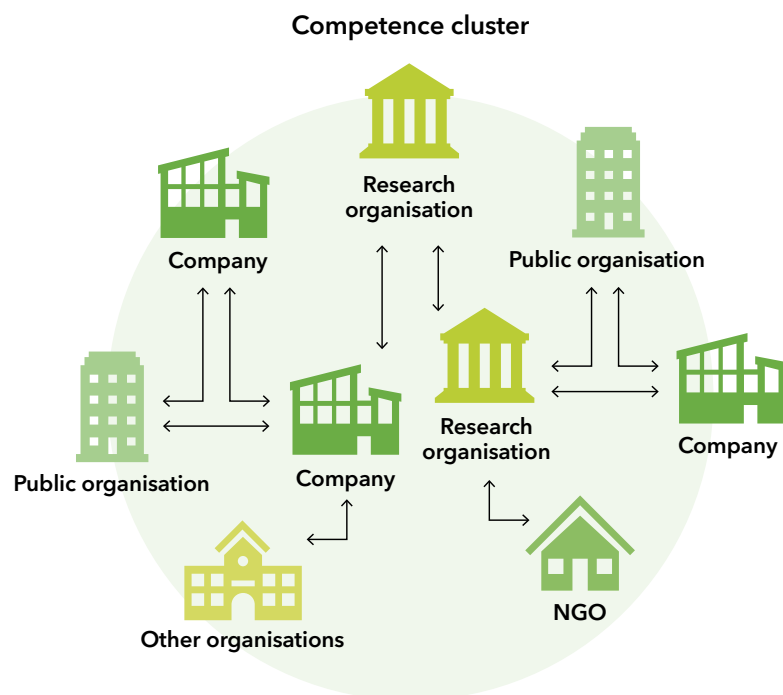 Competence cluster
Research
organisation
Company
Public organisation
Research
organisation
Company
Company
Public organisation
Other organisations
NGO